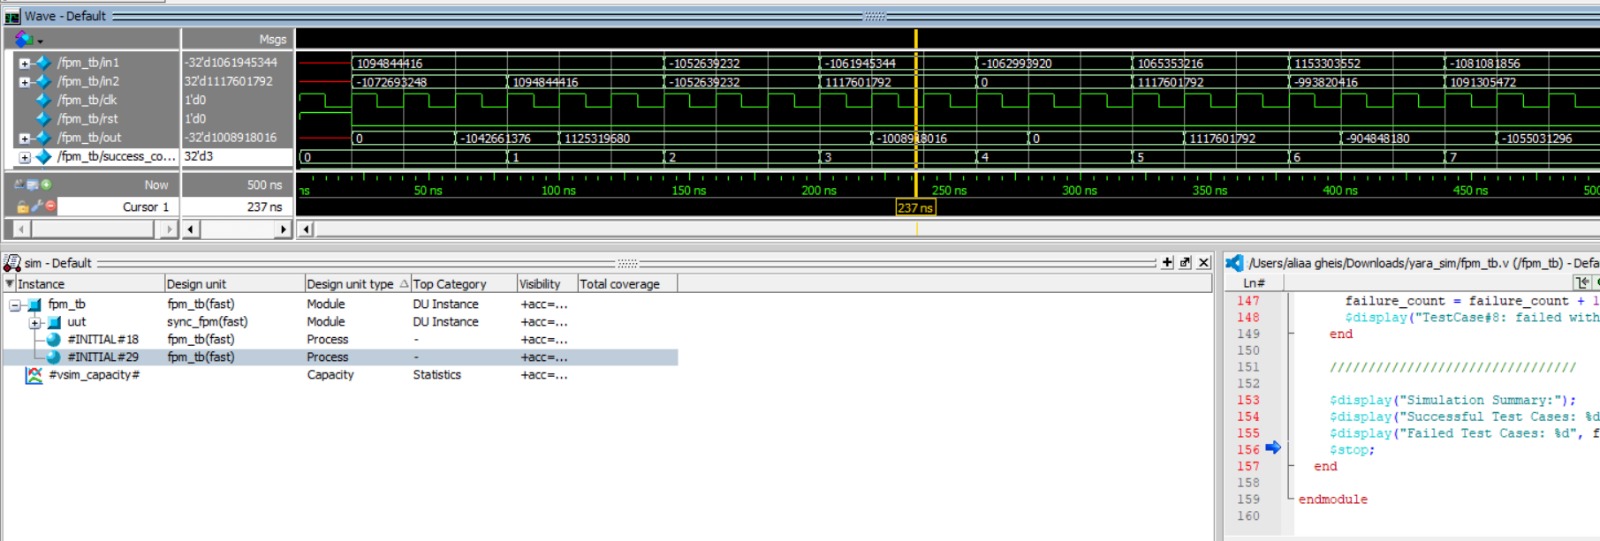 Wave - Default
Msgs
/fpm_tb/in1 -32'd1061945344 1094844416 -1052639232 -1061945344 -1062993920 1065353216 1153303552 -1081081856
/fpm_tb/in2 32'd1117601792 -1072693248 1094844416 -1052639232 1117601792 0 1117601792 -993820416 1091305472
/fpm_tb/clk 1'd0
/fpm_tb/rst 1'd0
/fpm_tb/out -32'd1008918016 0 -1042661376 1125319680 -1008918016 0 1117601792 -904848180 -1055031296
/fpm_tb/success_co... 32'd3 0 1 2 3 4 5 6 7
Now 500 ns ns 50 ns 100 ns 150 ns 200 ns 250 ns 300 ns 350 ns 400 ns 450 ns 500
Cursor 1 237 ns 237 ns
sim - Default
Instance Design unit Design unit type Top Category Visibility Total coverage
fpm_tb fpm_tb(fast) Module DU Instance +acc=...
uut sync_fpm(fast) Module DU Instance +acc=...
#INITIAL#18 fpm_tb(fast) Process - +acc=...
#INITIAL#29 fpm_tb(fast) Process - +acc=...
#vsim_capacity# Capacity Statistics +acc=...
/Users/aliaa gheis/Downloads/yara_sim/fpm_tb.v (/fpm_tb) - Defa
Ln#
147 failure_count = failure_count + 1
148 $display("TestCase#8: failed with
149 end
150
151 ////////////////////////////////
152
153 $display("Simulation Summary:");
154 $display("Successful Test Cases: %d
155 $display("Failed Test Cases: %d", f
156 $stop;
157 end
158
159 endmodule
160